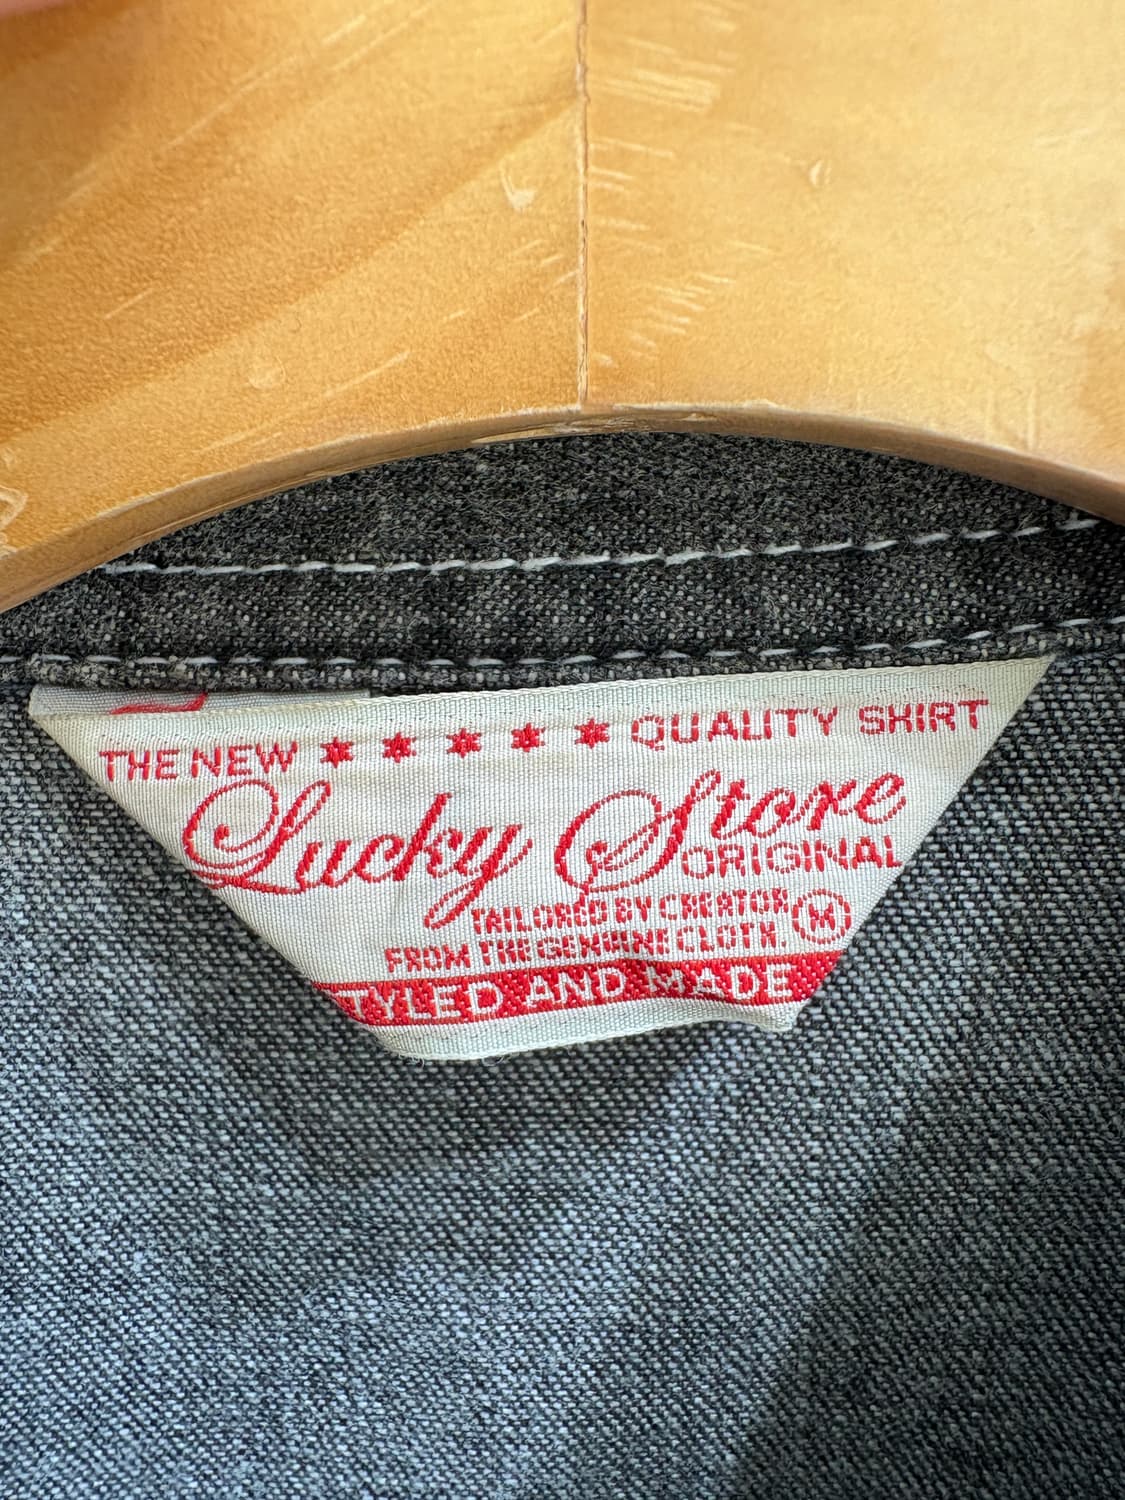 THE NEW ★ ★ ★ ★ ★ QUALITY SHIRT
Lucky Store
ORIGINAL
TAILORED BY CREATOR
FROM THE GENUINE CLOTH. M
STYLED AND MADE